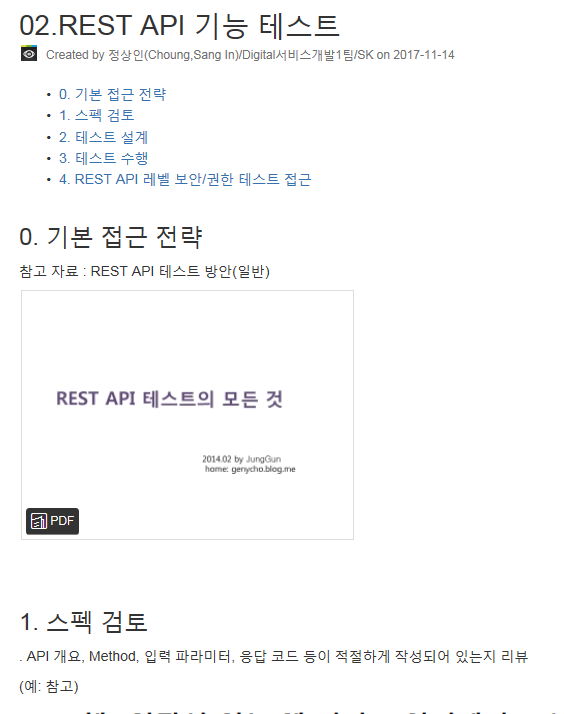 02.REST API 기능 테스트
Created by 정상인(Choung,Sang In)/Digital서비스개발1팀/SK on 2017-11-14
• 0. 기본 접근 전략
• 1. 스펙 검토
• 2. 테스트 설계
• 3. 테스트 수행
• 4. REST API 레벨 보안/권한 테스트 접근
0. 기본 접근 전략
참고 자료 : REST API 테스트 방안(일반)
REST API 테스트의 모든 것
2014.02 by JungGun
home: genycho.blog.me
PDF
1. 스펙 검토
. API 개요, Method, 입력 파라미터, 응답 코드 등이 적절하게 작성되어 있는지 리뷰
(예: 참고)